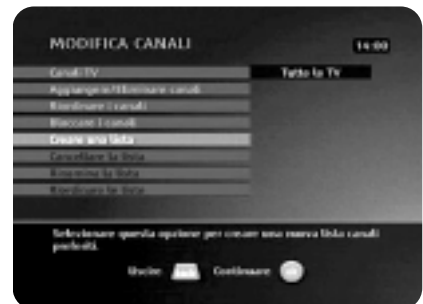 MODIFICA CANALI
14:00
Canali TV
Tutto la TV
Aggiungere/Eliminare canali
Riordinare i canali
Bloccare i canali
Creare una lista
Cancellare la lista
Rinomina la lista
Riordinare le liste
Selezionare questa opzione per creare una nuova lista canali
preferiti.
Uscire
Continuare